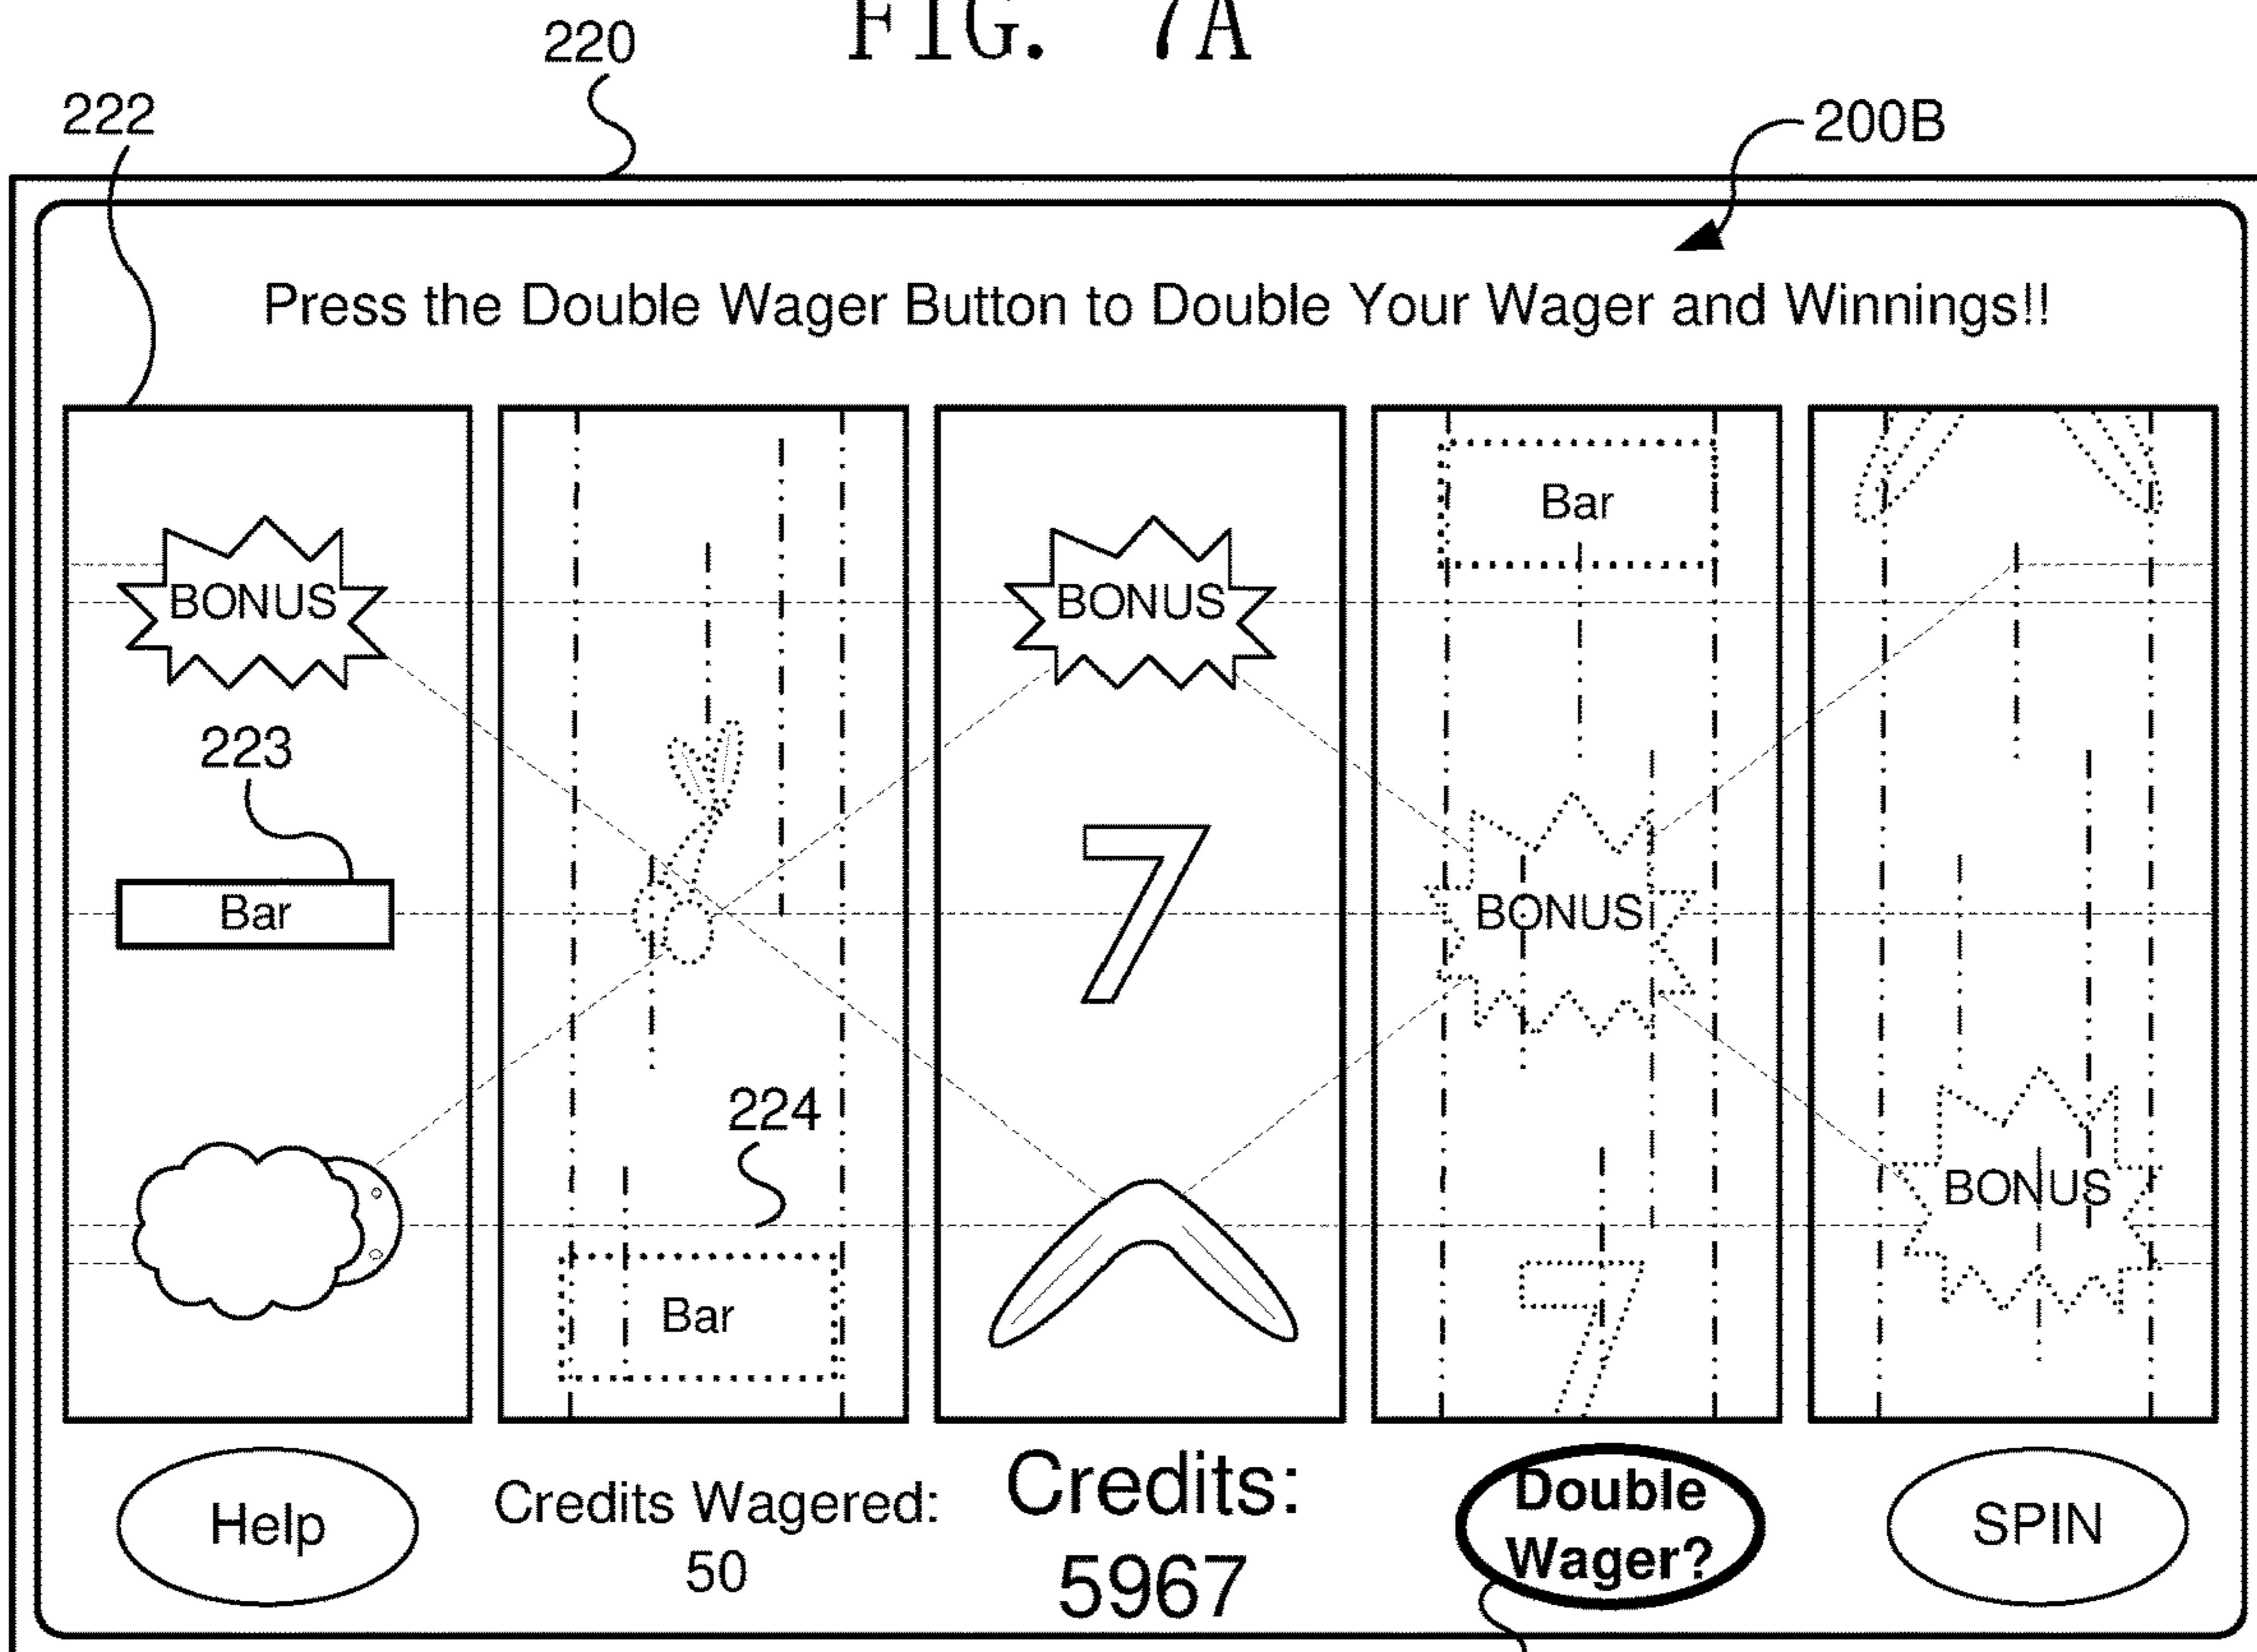 FIG. 7A
220
222
200B
Press the Double Wager Button to Double Your Wager and Winnings!!
Bar
BONUS
BONUS
223
7
Bar
BONUS
224
BONUS
7
Bar
Help
Credits Wagered:
50
Credits:
5967
Double
Wager?
SPIN